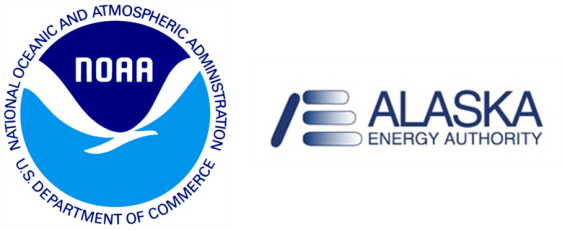 NATIONAL OCEANIC AND ATMOSPHERIC ADMINISTRATION
NOAA
U.S. DEPARTMENT OF COMMERCE
ALASKA
ENERGY AUTHORITY